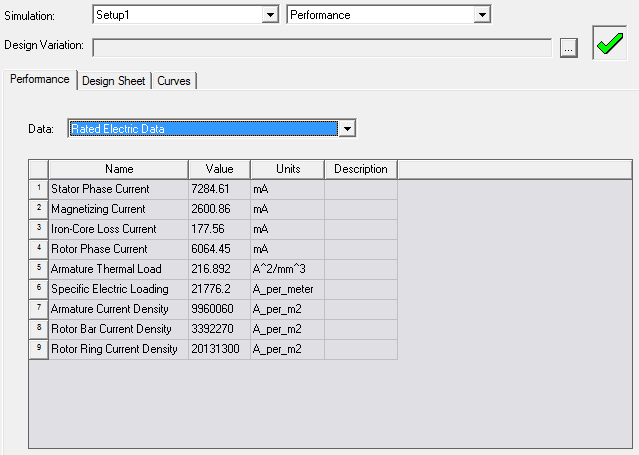 Simulation: Setup1 Performance
Design Variation: ...
Performance Design Sheet Curves
Data: Rated Electric Data
Name Value Units Description
1 Stator Phase Current 7284.61 mA
2 Magnetizing Current 2600.86 mA
3 Iron-Core Loss Current 177.56 mA
4 Rotor Phase Current 6064.45 mA
5 Armature Thermal Load 216.892 A^2/mm^3
6 Specific Electric Loading 21776.2 A_per_meter
7 Armature Current Density 9960060 A_per_m2
8 Rotor Bar Current Density 3392270 A_per_m2
9 Rotor Ring Current Density 20131300 A_per_m2